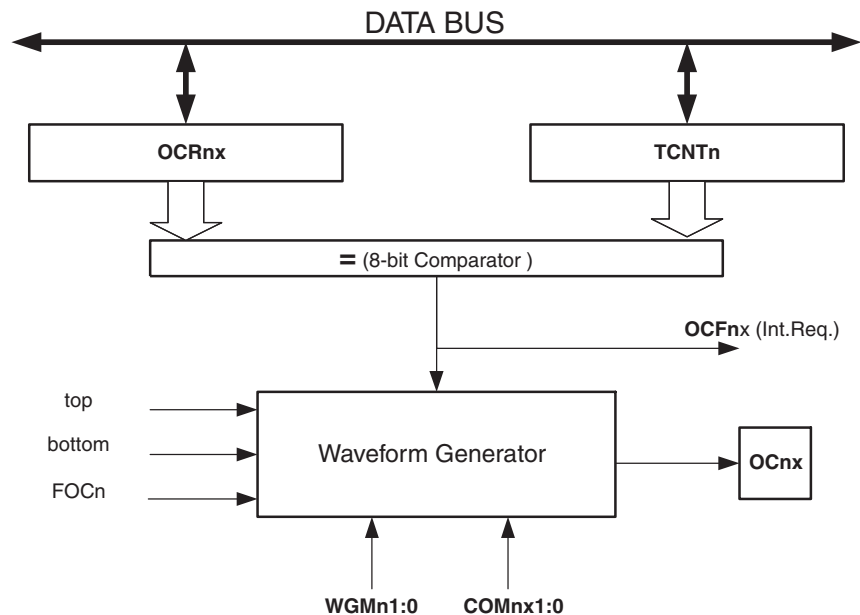 DATA BUS
OCRnx
TCNTn
= (8-bit Comparator )
OCFnx (Int.Req.)
top
bottom
FOCn
Waveform Generator
OCnx
WGMn1:0
COMnx1:0